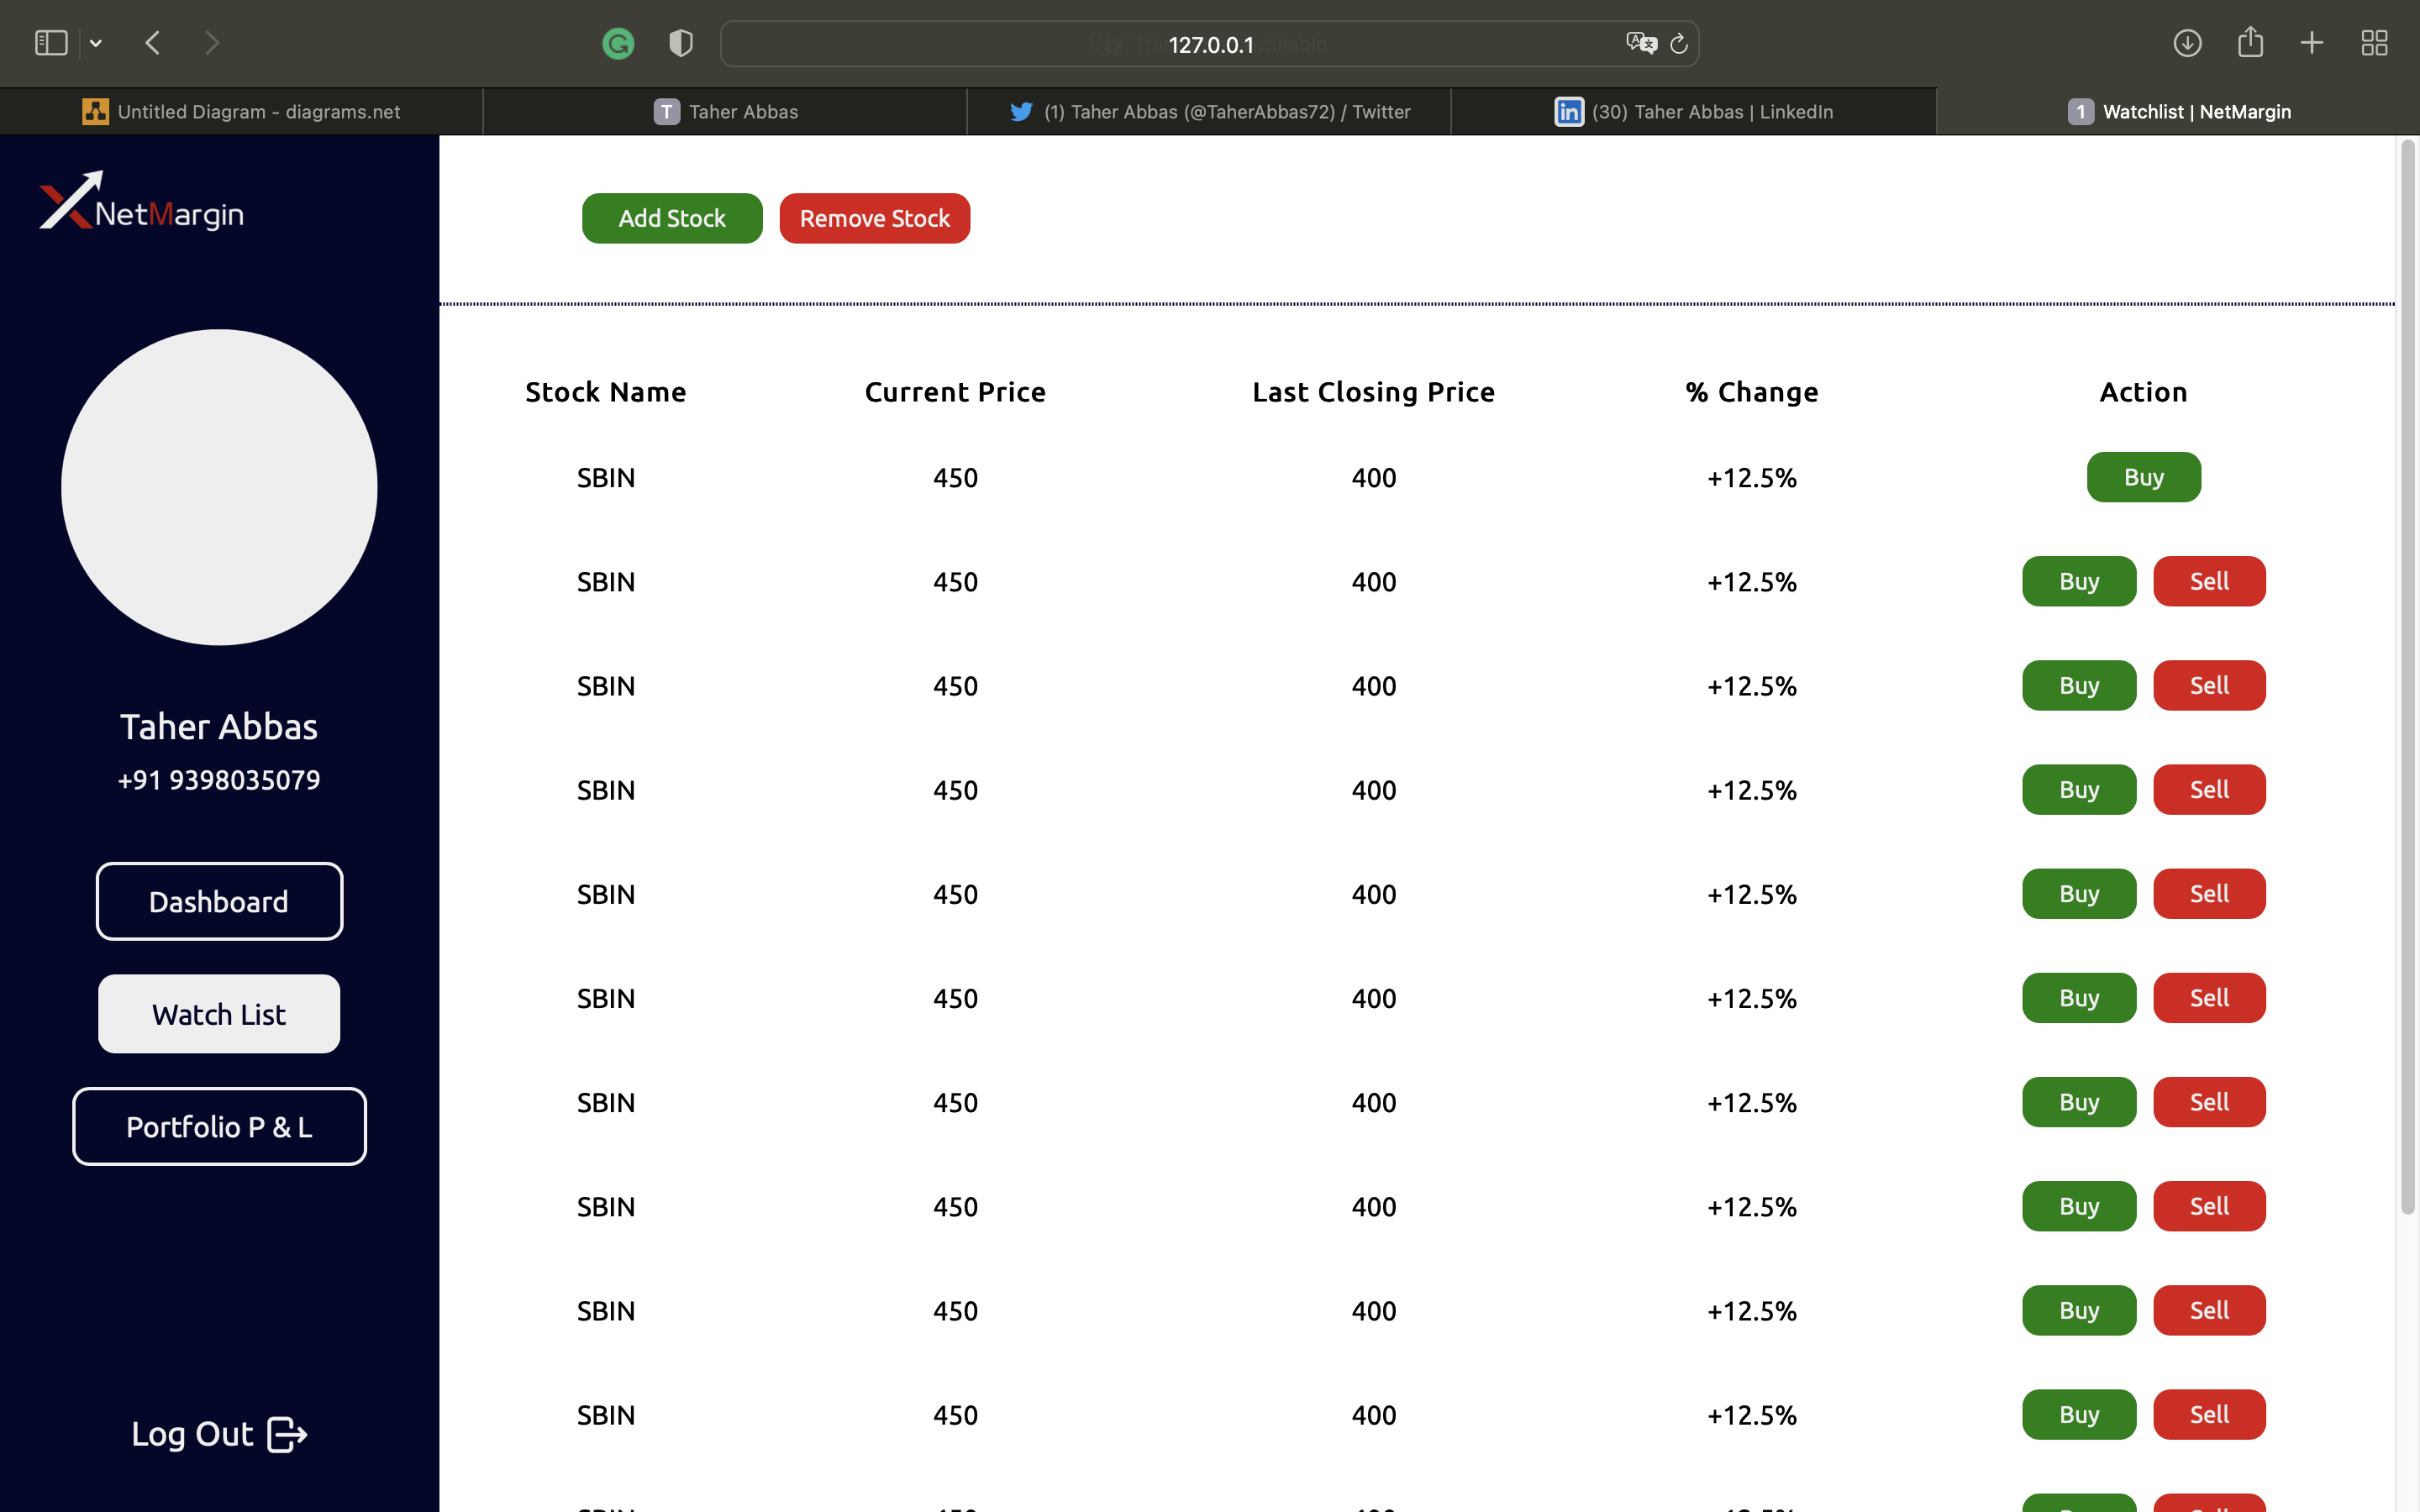 127.0.0.1
Untitled Diagram - diagrams.net
T Taher Abbas
(1) Taher Abbas (@TaherAbbas72) / Twitter
in (30) Taher Abbas | LinkedIn
1 Watchlist | NetMargin
NetMargin
Taher Abbas
+91 9398035079
Dashboard
Watch List
Portfolio P & L
Log Out
Add Stock Remove Stock
Stock Name Current Price Last Closing Price % Change Action
SBIN 450 400 +12.5% Buy
SBIN 450 400 +12.5% Buy Sell
SBIN 450 400 +12.5% Buy Sell
SBIN 450 400 +12.5% Buy Sell
SBIN 450 400 +12.5% Buy Sell
SBIN 450 400 +12.5% Buy Sell
SBIN 450 400 +12.5% Buy Sell
SBIN 450 400 +12.5% Buy Sell
SBIN 450 400 +12.5% Buy Sell
SBIN 450 400 +12.5% Buy Sell